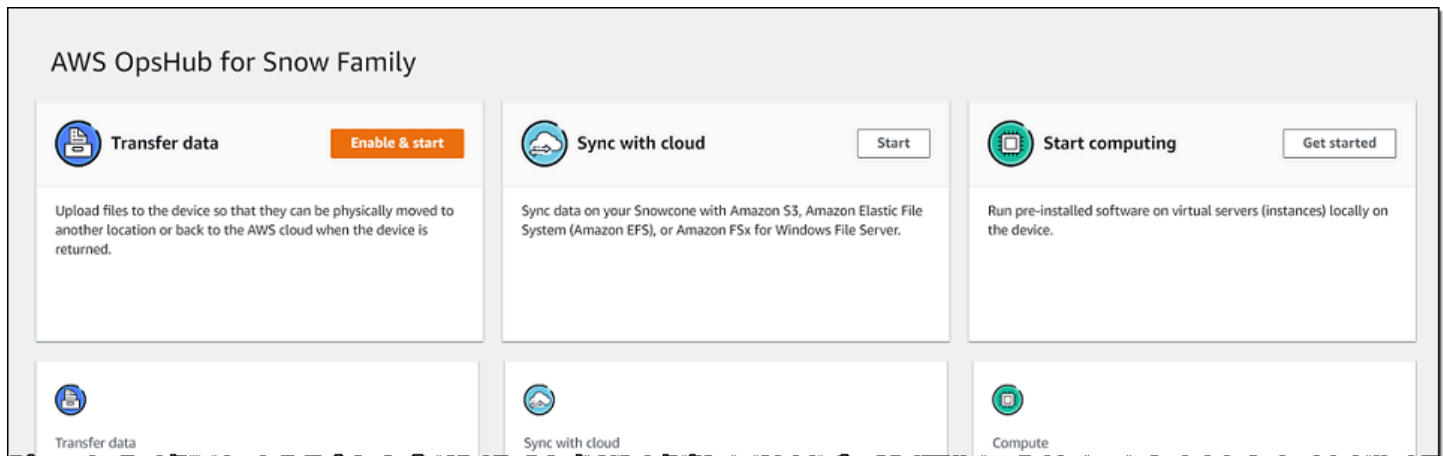 AWS OpsHub for Snow Family
Transfer data
Enable & start
Upload files to the device so that they can be physically moved to
another location or back to the AWS cloud when the device is
returned.
Sync with cloud
Start
Sync data on your Snowcone with Amazon S3, Amazon Elastic File
System (Amazon EFS), or Amazon FSx for Windows File Server.
Start computing
Get started
Run pre-installed software on virtual servers (instances) locally on
the device.
Transfer data
Sync with cloud
Compute